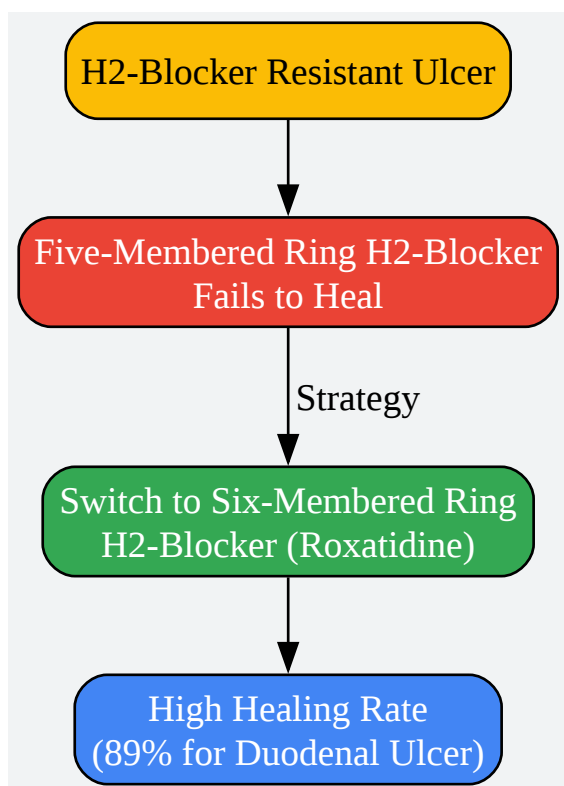 H2-Blocker Resistant Ulcer
Five-Membered Ring H2-Blocker
Fails to Heal
Strategy
Switch to Six-Membered Ring
H2-Blocker (Roxatidine)
High Healing Rate
(89% for Duodenal Ulcer)